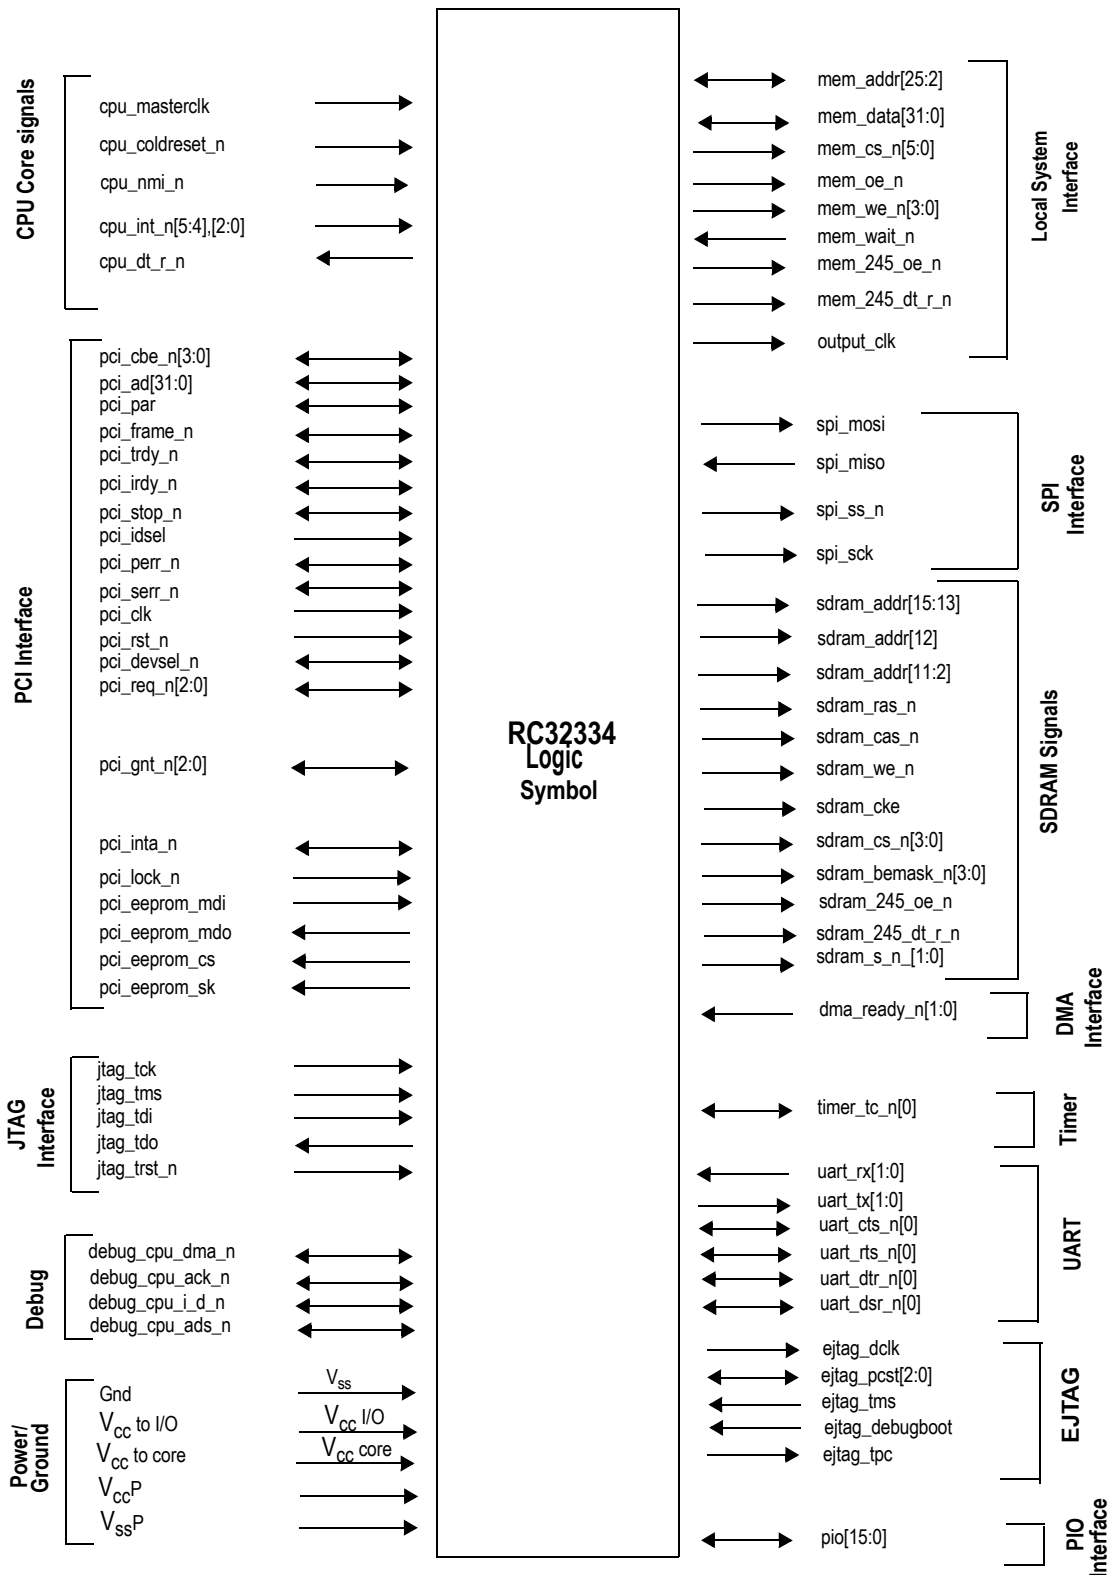 CPU Core signals
cpu_masterclk
cpu_coldreset_n
cpu_nmi_n
cpu_int_n[5:4],[2:0]
cpu_dt_r_n
PCI Interface
pci_cbe_n[3:0]
pci_ad[31:0]
pci_par
pci_frame_n
pci_trdy_n
pci_irdy_n
pci_stop_n
pci_idsel
pci_perr_n
pci_serr_n
pci_clk
pci_rst_n
pci_devsel_n
pci_req_n[2:0]
pci_gnt_n[2:0]
pci_inta_n
pci_lock_n
pci_eeprom_mdi
pci_eeprom_mdo
pci_eeprom_cs
pci_eeprom_sk
JTAG
Interface
jtag_tck
jtag_tms
jtag_tdi
jtag_tdo
jtag_trst_n
Debug
debug_cpu_dma_n
debug_cpu_ack_n
debug_cpu_i_d_n
debug_cpu_ads_n
Power/
Ground
Gnd
Vss
Vcc to I/O
Vcc I/O
Vcc to core
Vcc core
VccP
VssP
RC32334
Logic
Symbol
mem_addr[25:2]
mem_data[31:0]
mem_cs_n[5:0]
mem_oe_n
mem_we_n[3:0]
mem_wait_n
mem_245_oe_n
mem_245_dt_r_n
output_clk
Local System
Interface
spi_mosi
spi_miso
spi_ss_n
spi_sck
SPI
Interface
sdram_addr[15:13]
sdram_addr[12]
sdram_addr[11:2]
sdram_ras_n
sdram_cas_n
sdram_we_n
sdram_cke
sdram_cs_n[3:0]
sdram_bemask_n[3:0]
sdram_245_oe_n
sdram_245_dt_r_n
sdram_s_n_[1:0]
SDRAM Signals
dma_ready_n[1:0]
DMA
Interface
timer_tc_n[0]
Timer
uart_rx[1:0]
uart_tx[1:0]
uart_cts_n[0]
uart_rts_n[0]
uart_dtr_n[0]
uart_dsr_n[0]
UART
ejtag_dclk
ejtag_pcst[2:0]
ejtag_tms
ejtag_debugboot
ejtag_tpc
EJTAG
pio[15:0]
PIO
Interface